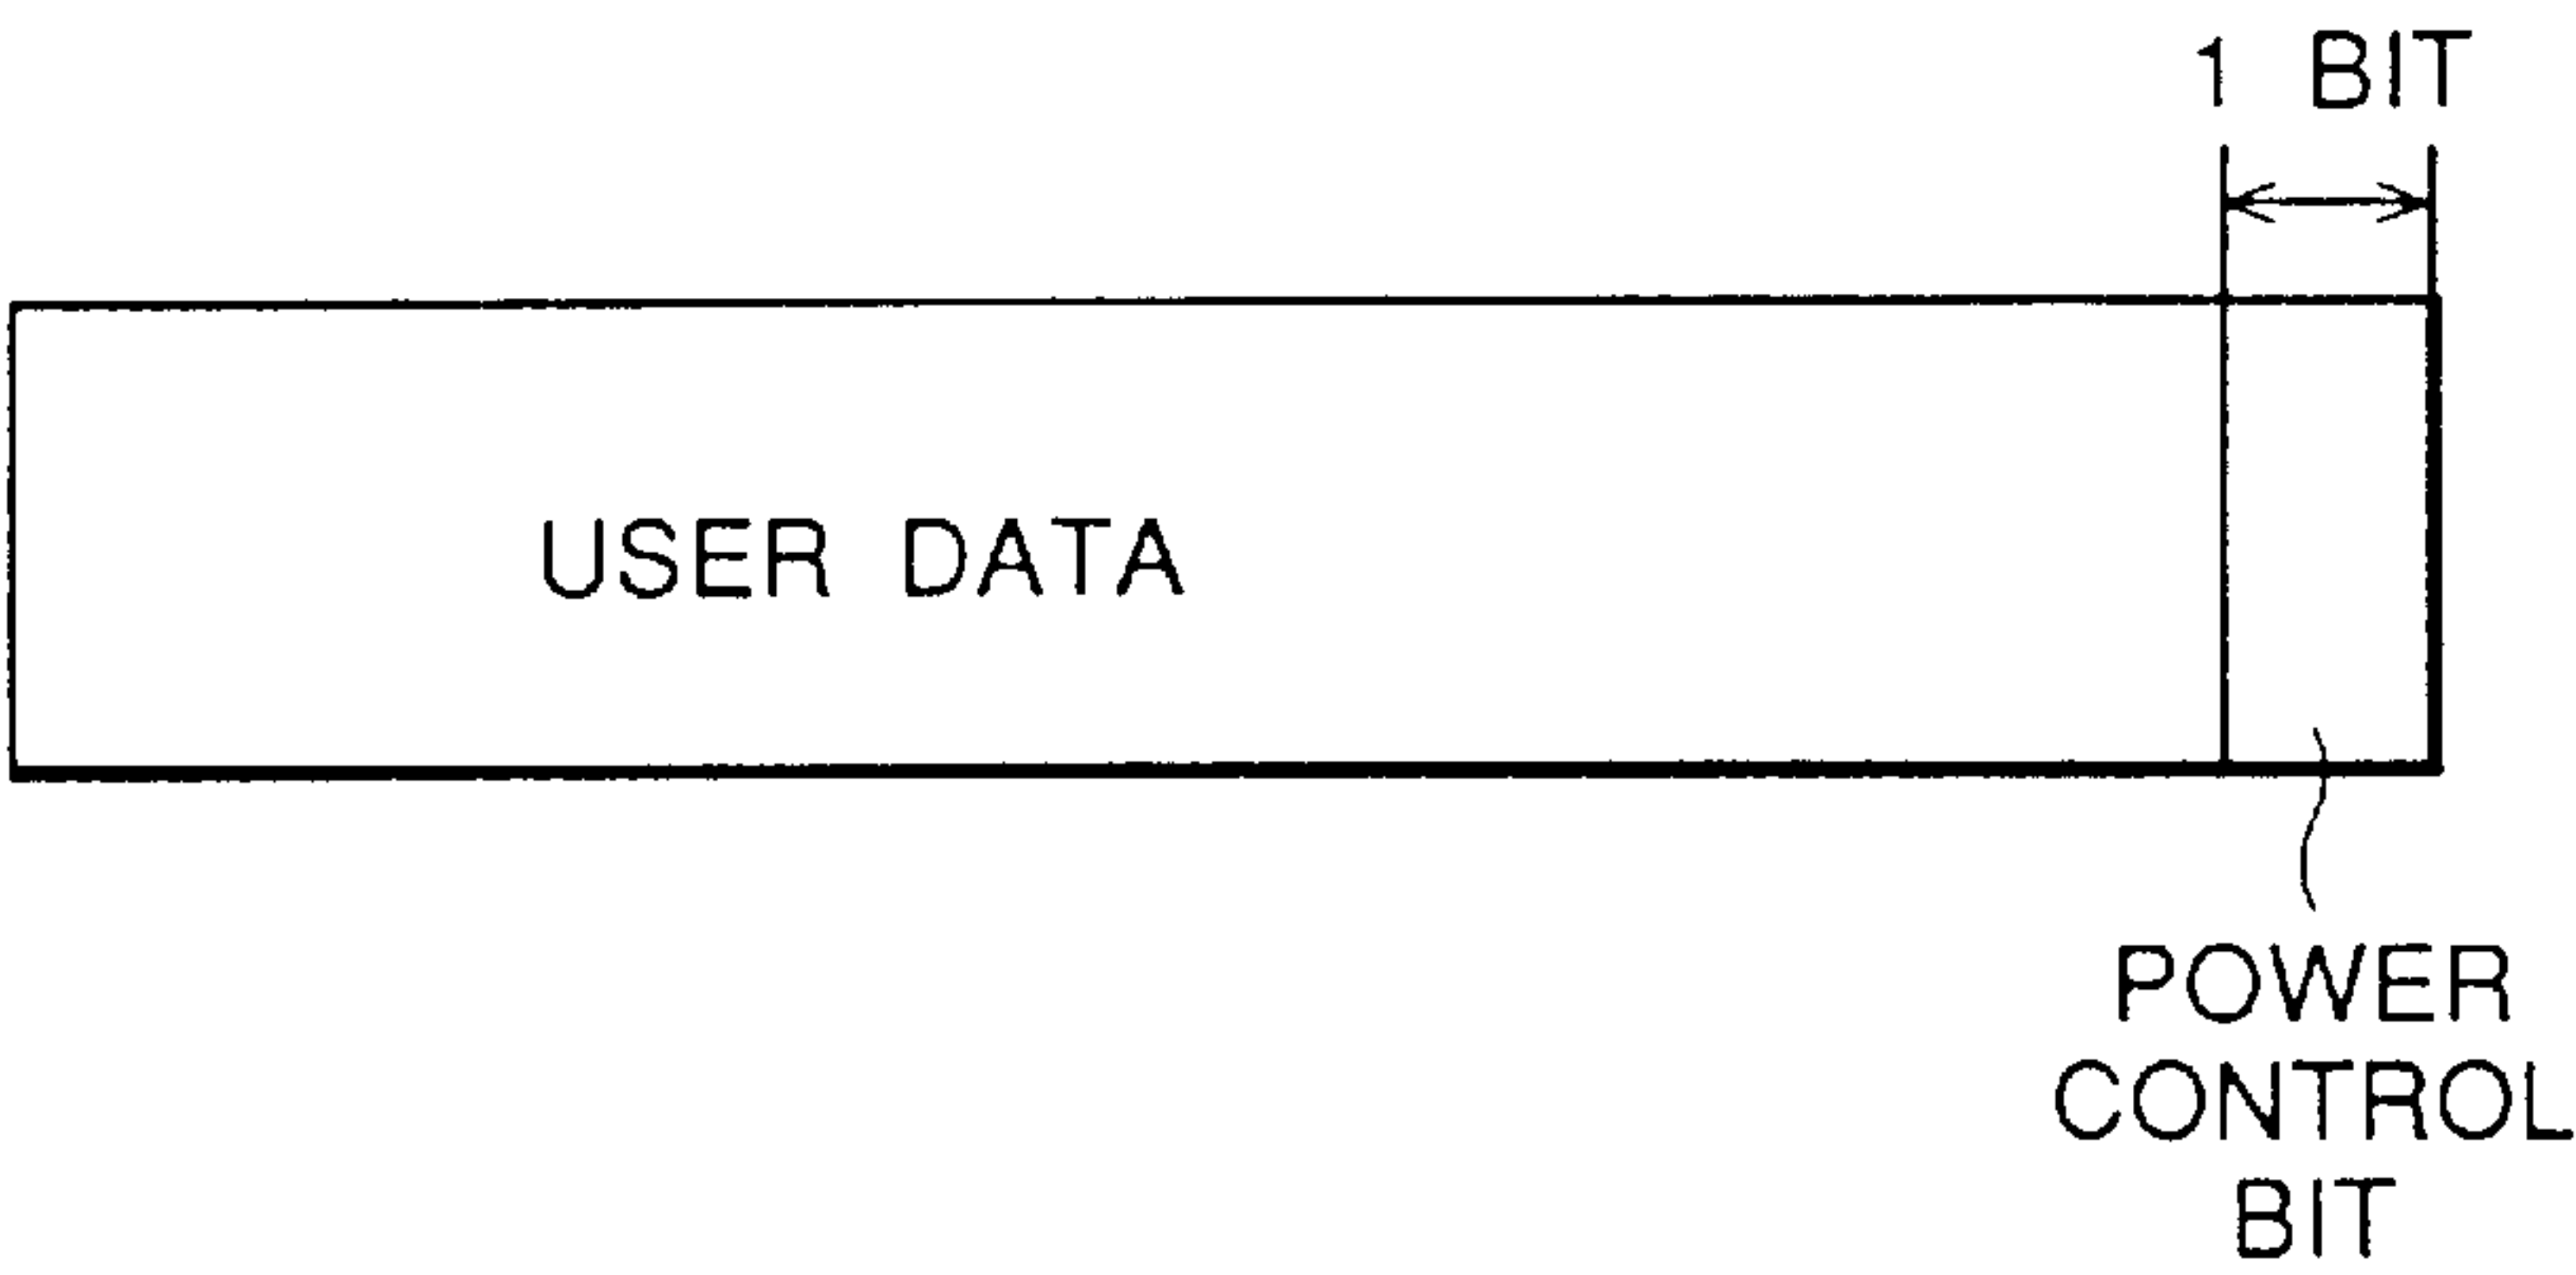 1 BIT
USER DATA
POWER
CONTROL
BIT